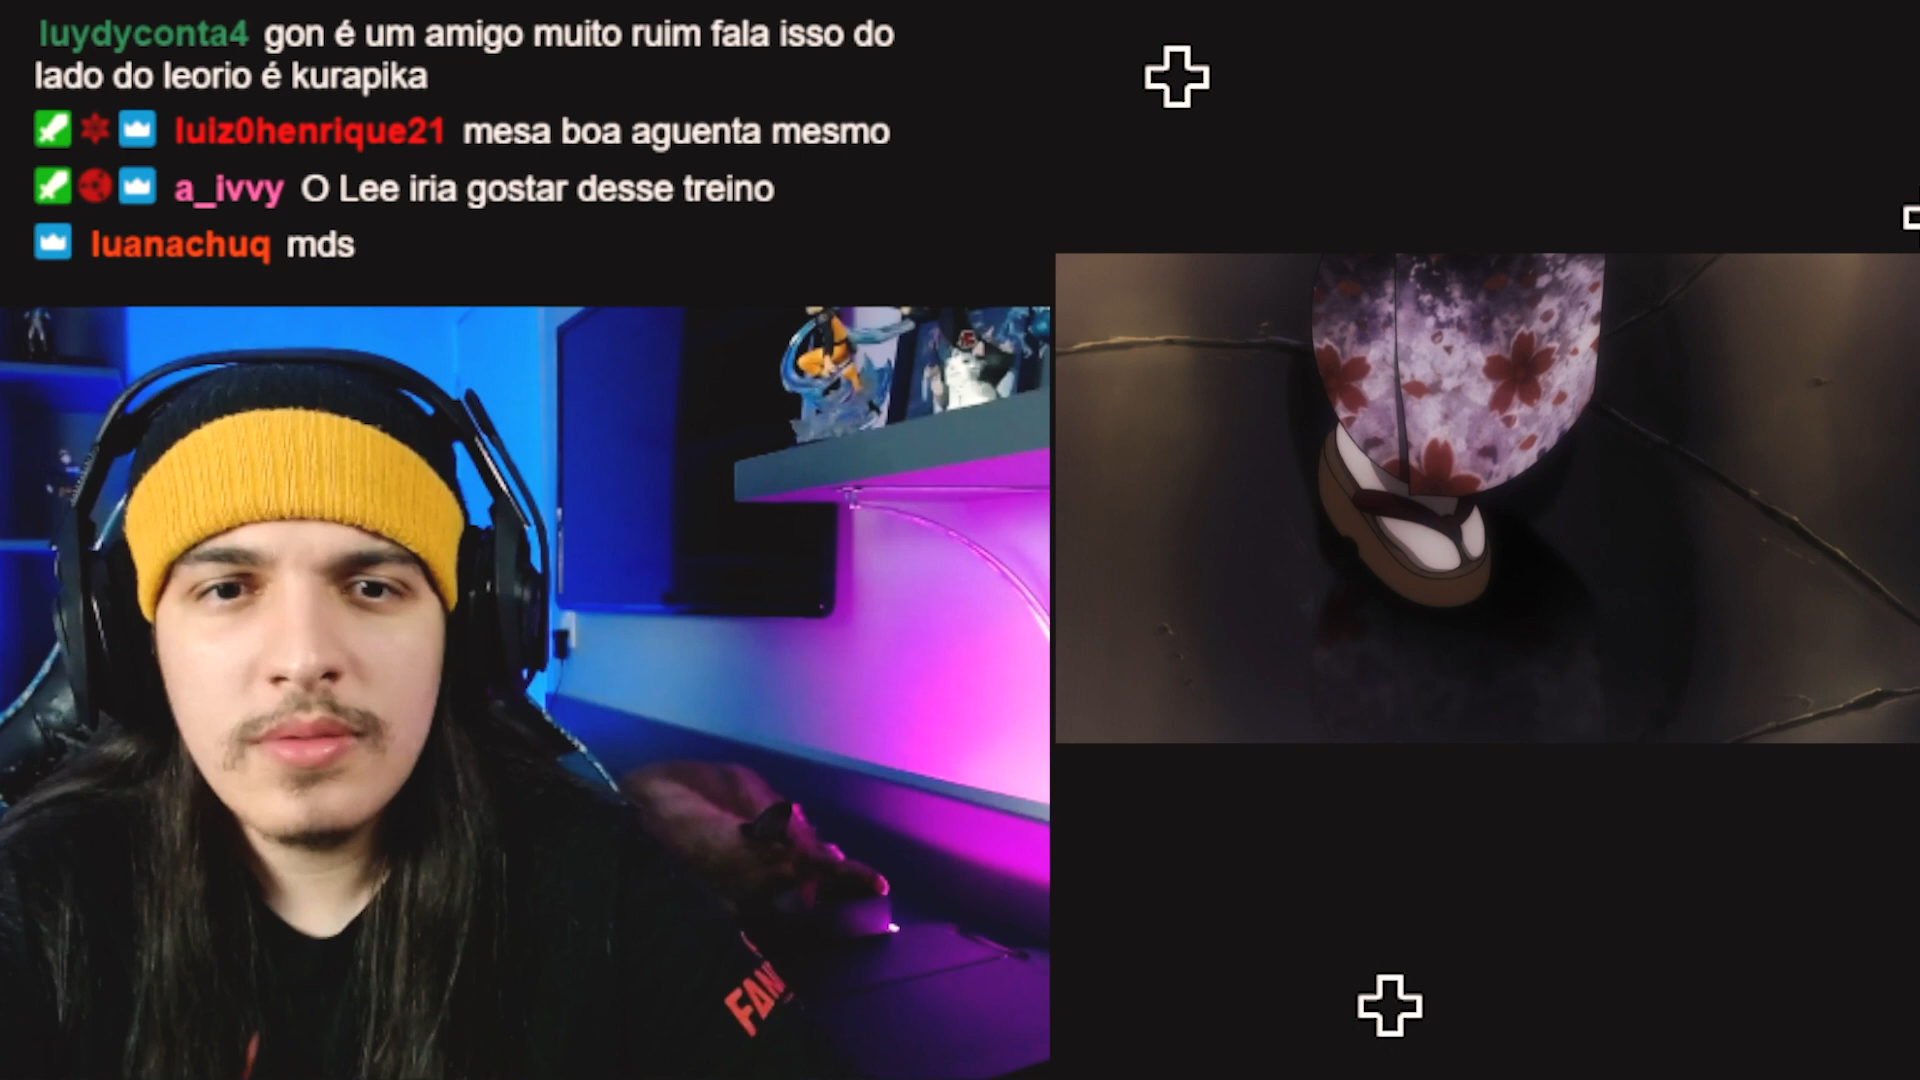 luydyconta4 gon é um amigo muito ruim fala isso do
lado do leorio é kurapika
luiz0henrique21 mesa boa aguenta mesmo
a_ivvy O Lee iria gostar desse treino
luanachuq mds